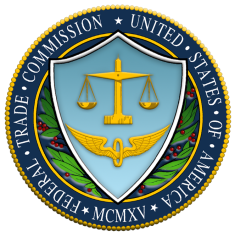 FEDERAL TRADE COMMISSION ★ UNITED STATES OF AMERICA
★ MCMXV ★